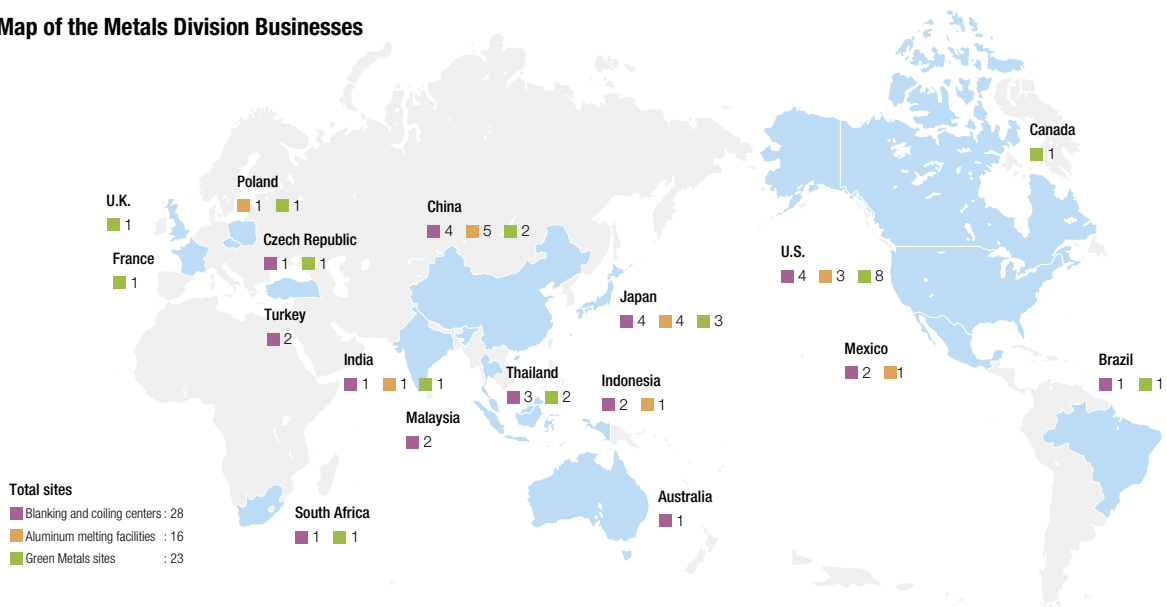 Map of the Metals Division Businesses
Canada
1
Poland
1 1
U.K.
1
China
4 5 2
Czech Republic
1 1
France
1
U.S.
4 3 8
Japan
4 4 3
Turkey
2
Mexico
2 1
India
1 1 1
Thailand
3 2
Indonesia
2 1
Brazil
1 1
Malaysia
2
Total sites
Blanking and coiling centers : 28
Aluminum melting facilities : 16
Green Metals sites : 23
South Africa
1 1
Australia
1